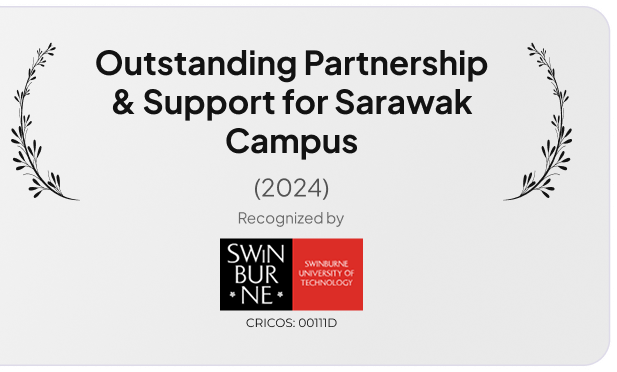 Outstanding Partnership
& Support for Sarawak
Campus
(2024)
Recognized by
SWIN
BUR
NE
SWINBURNE
UNIVERSITY OF
TECHNOLOGY
CRICOS: 00111D